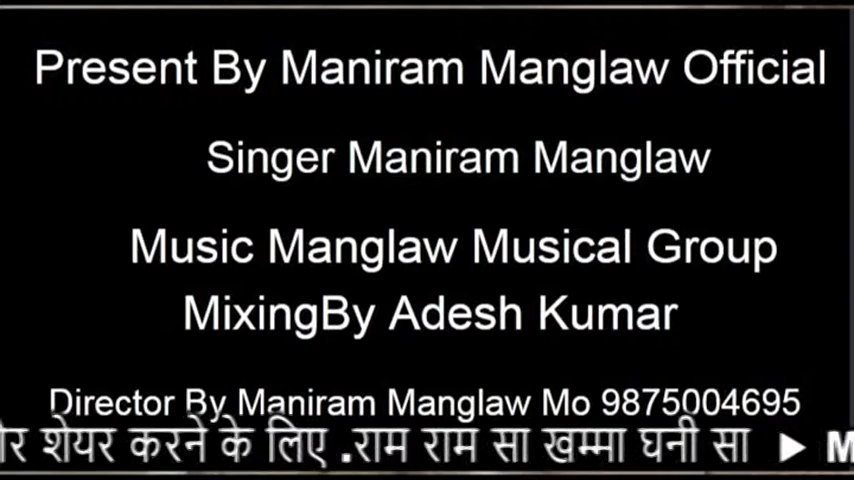 Present By Maniram Manglaw Official
Singer Maniram Manglaw
Music Manglaw Musical Group
MixingBy Adesh Kumar
Director By Maniram Manglaw Mo 9875004695
शेयर करने के लिए .राम राम सा खम्मा घनी सा ▶